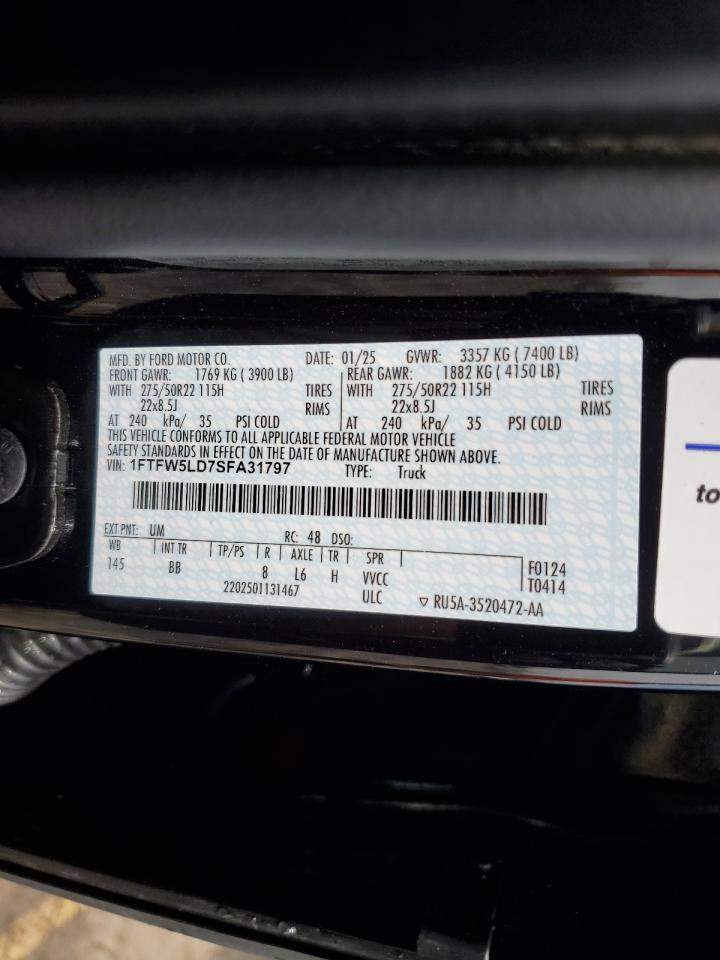 MFD. BY FORD MOTOR CO. DATE: 01/25 GVWR: 3357 KG ( 7400 LB)
FRONT GAWR: 1769 KG ( 3900 LB) REAR GAWR: 1882 KG ( 4150 LB)
WITH 275/50R22 115H TIRES WITH 275/50R22 115H TIRES
22x8.5J RIMS 22x8.5J RIMS
AT 240 kPa/ 35 PSI COLD AT 240 kPa/ 35 PSI COLD
THIS VEHICLE CONFORMS TO ALL APPLICABLE FEDERAL MOTOR VEHICLE
SAFETY STANDARDS IN EFFECT ON THE DATE OF MANUFACTURE SHOWN ABOVE.
VIN: 1FTFW5LD7SFA31797 TYPE: Truck
EXT PNT: UM RC: 48 DSO:
WB INT TR TP/PS R AXLE TR SPR F0124
145 BB 8 L6 H VVCC T0414
2202501131467 ULC ▽ RU5A-3520472-AA
to